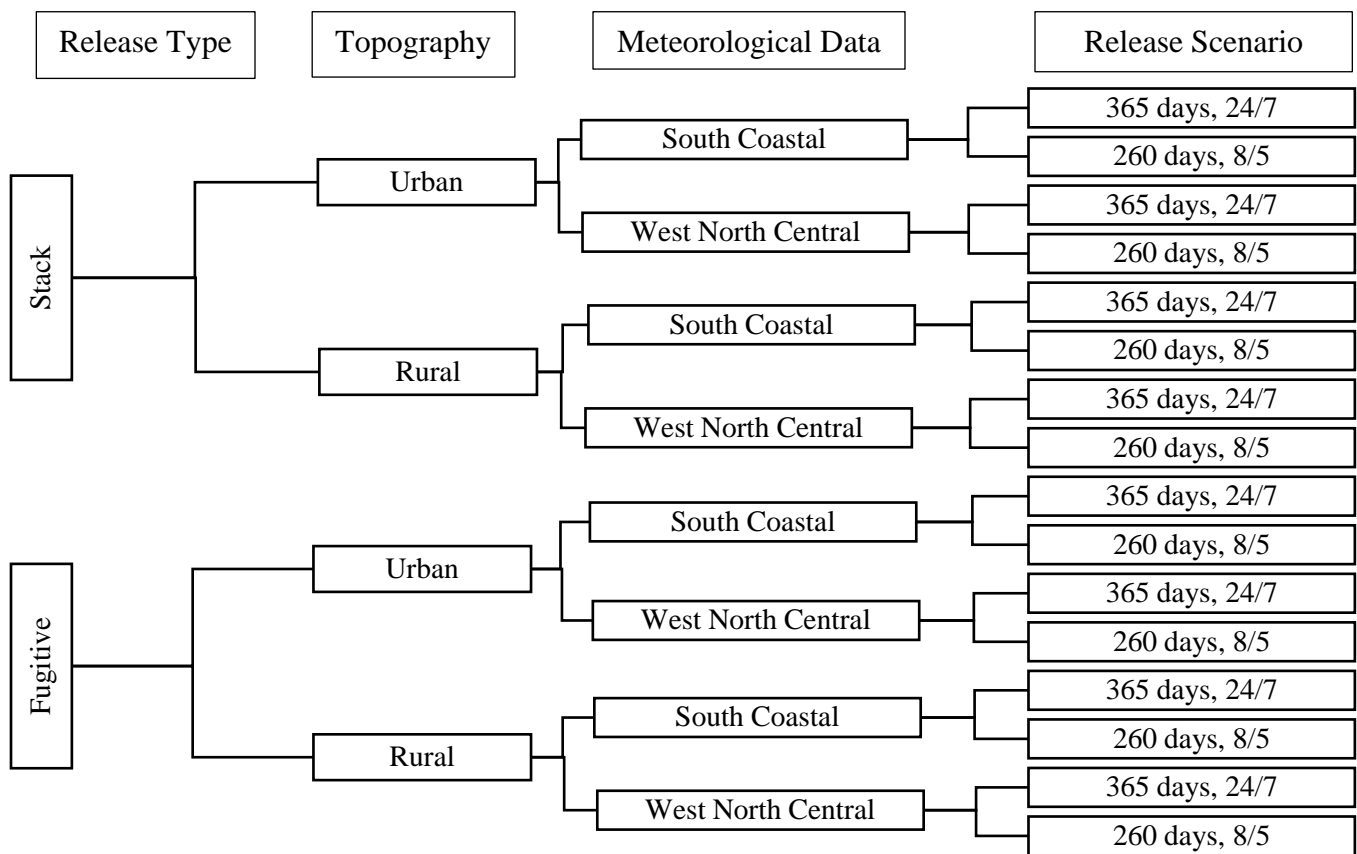 Release Type
Topography
Meteorological Data
Release Scenario
Stack
Urban
South Coastal
365 days, 24/7
260 days, 8/5
West North Central
365 days, 24/7
260 days, 8/5
Rural
South Coastal
365 days, 24/7
260 days, 8/5
West North Central
365 days, 24/7
260 days, 8/5
Fugitive
Urban
South Coastal
365 days, 24/7
260 days, 8/5
West North Central
365 days, 24/7
260 days, 8/5
Rural
South Coastal
365 days, 24/7
260 days, 8/5
West North Central
365 days, 24/7
260 days, 8/5